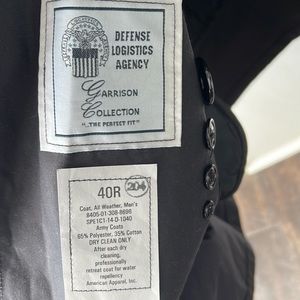 DEFENSE
LOGISTICS
AGENCY
GARRISON
COLLECTION
"...THE PERFECT FIT"
40R
204
Coat, All Weather, Men's
8405-01-308-8696
SPE1C1-14-D-1040
Army Coats
65% Polyester, 35% Cotton
DRY CLEAN ONLY
After each dry
cleaning,
professionally
retreat coat for water
repellency
American Apparel, Inc.